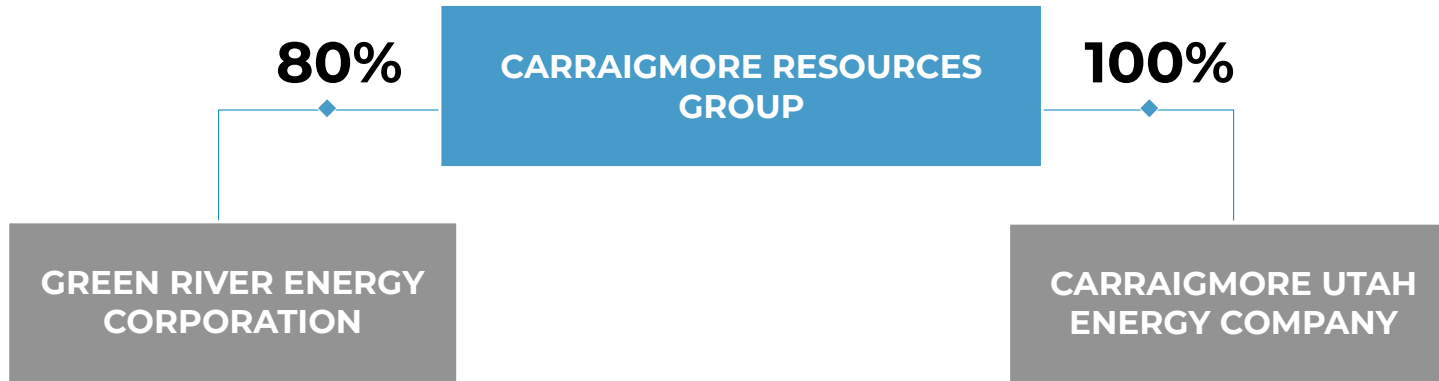 80%
CARRAIGMORE RESOURCES
GROUP
100%
GREEN RIVER ENERGY
CORPORATION
CARRAIGMORE UTAH
ENERGY COMPANY